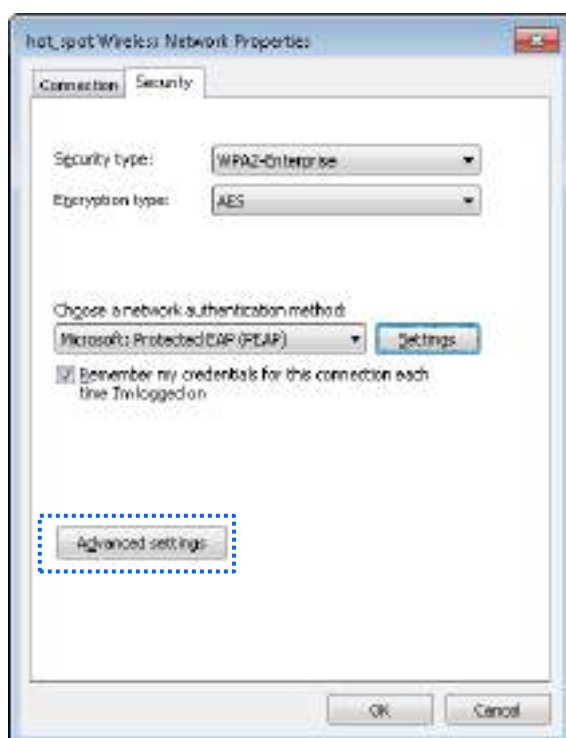 hot_spot Wireless Network Properties
Connection
Security
Security type:
WPA2-Enterprise
Encryption type:
AES
Choose a network authentication method:
Microsoft: Protected EAP (PEAP)
Settings
Remember my credentials for this connection each
time I'm logged on
Advanced settings
OK
Cancel